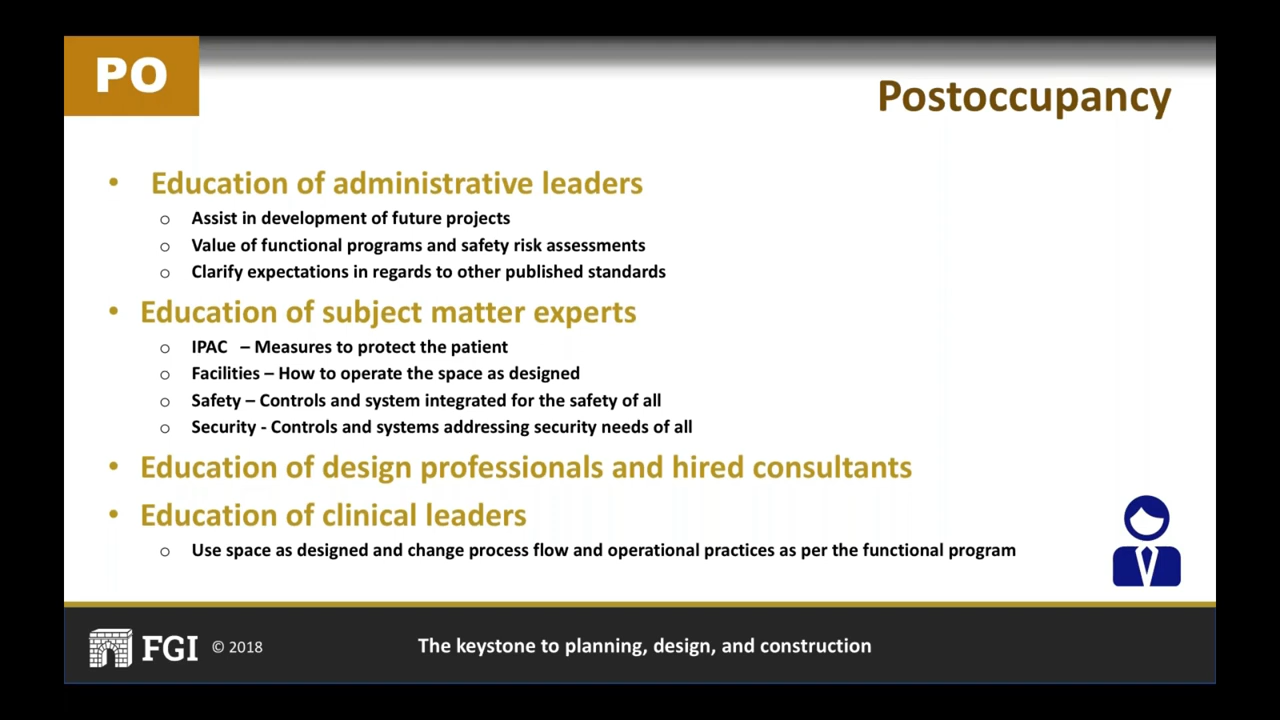 PO
Postoccupancy
• Education of administrative leaders
o Assist in development of future projects
o Value of functional programs and safety risk assessments
o Clarify expectations in regards to other published standards
• Education of subject matter experts
o IPAC – Measures to protect the patient
o Facilities – How to operate the space as designed
o Safety – Controls and system integrated for the safety of all
o Security - Controls and systems addressing security needs of all
• Education of design professionals and hired consultants
• Education of clinical leaders
o Use space as designed and change process flow and operational practices as per the functional program
FGI © 2018
The keystone to planning, design, and construction